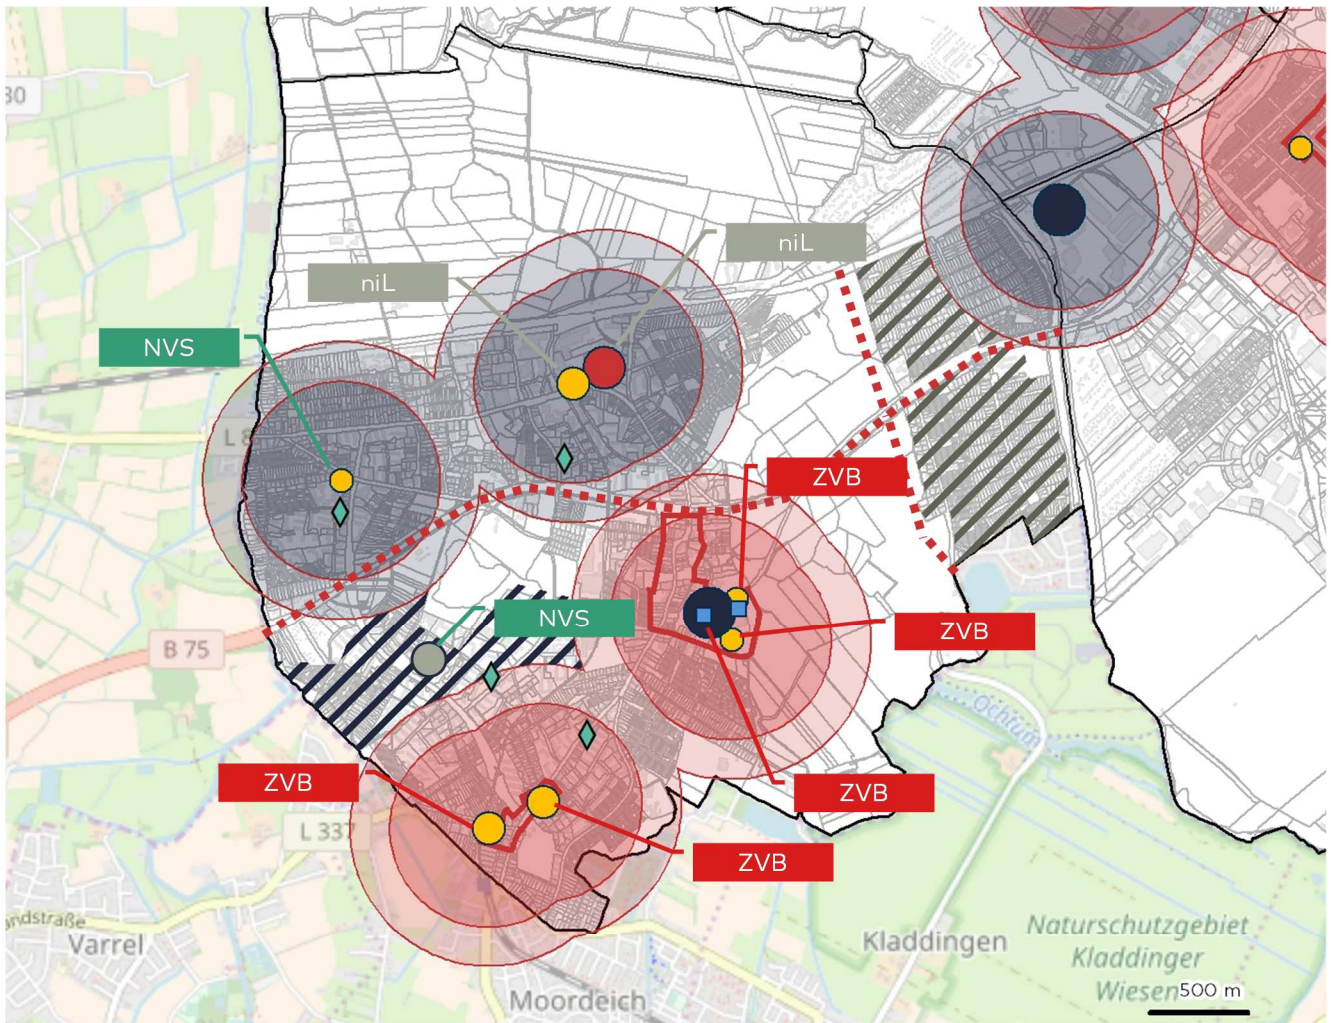 30
niL
niL
NVS
L 8
ZVB
NVS
ZVB
B 75
ZVB
ZVB
L 337
ZVB
Ochtum
andstraße
Varrel
Kladdingen
Naturschutzgebiet
Kladdinger
Wiesen
500 m
Moordeich